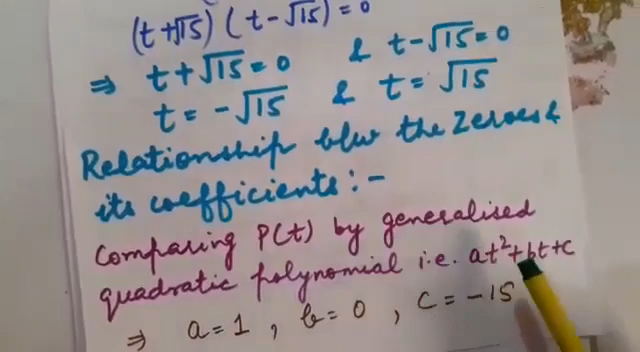 (t+√15) (t-√15) = 0
⇒ t+√15 = 0 & t-√15 = 0
t = -√15 & t = √15
Relationship b/w the Zeroes &
its coefficients :-
Comparing P(t) by generalised
quadratic polynomial i.e. at²+bt+c
⇒ a=1 , b=0 , c=-15